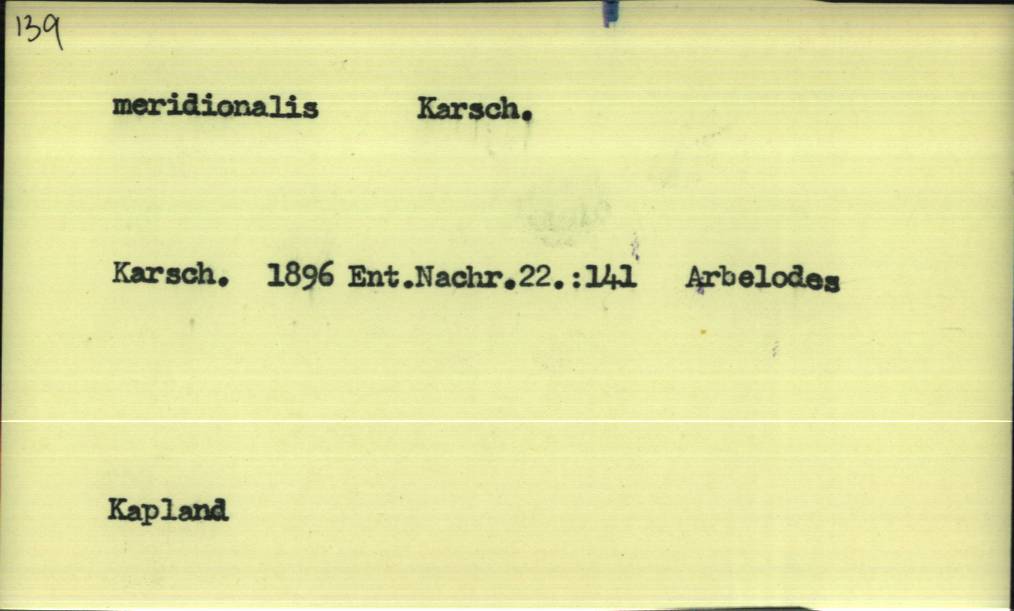 139
meridionalis Karsch.
Karsch. 1896 Ent.Nachr.22.:141 Arbelodes
Kapland